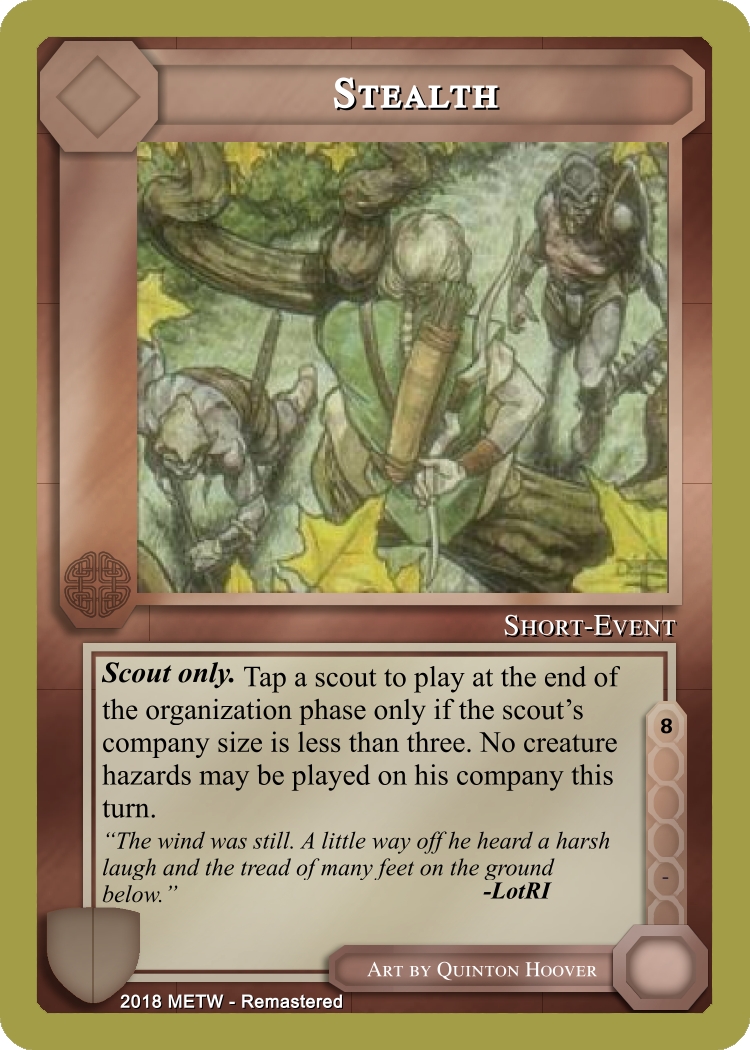 Stealth
Short-Event
Scout only. Tap a scout to play at the end of
the organization phase only if the scout's
company size is less than three. No creature
hazards may be played on his company this
turn.
8
“The wind was still. A little way off he heard a harsh
laugh and the tread of many feet on the ground
below.” -LotRI
-
Art by Quinton Hoover
2018 METW - Remastered